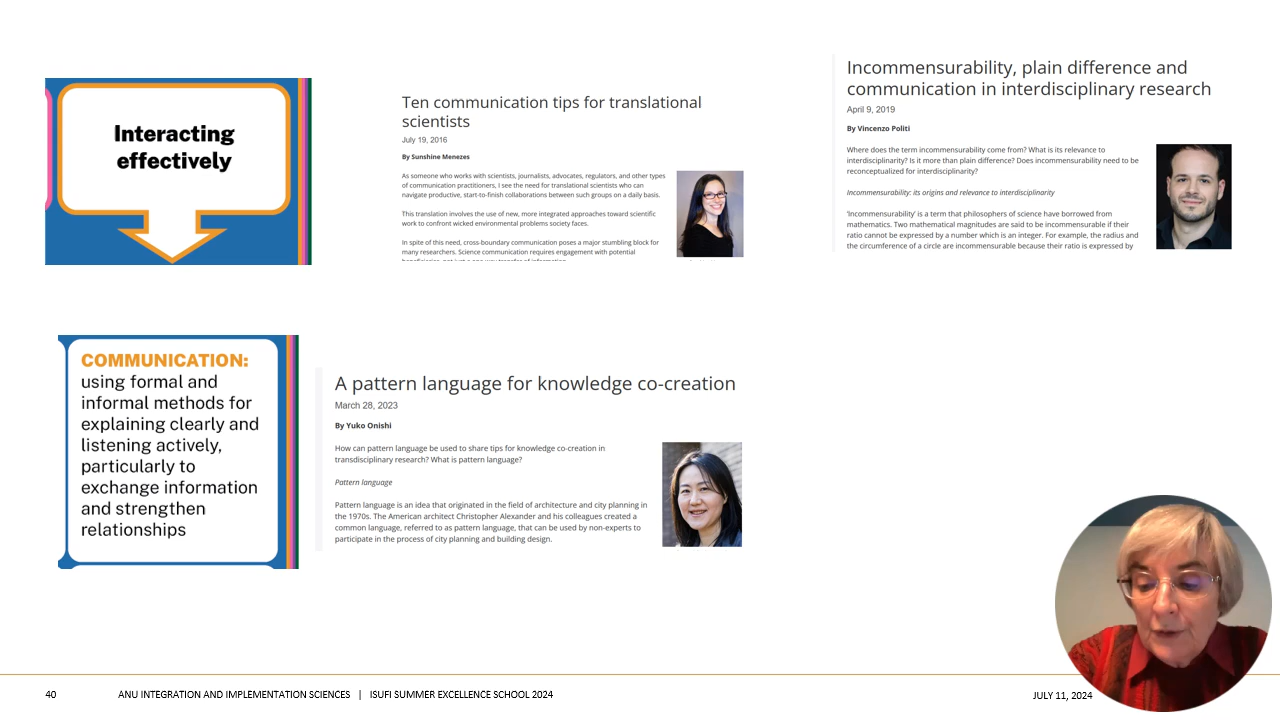 Interacting
effectively
Ten communication tips for translational
scientists
July 19, 2016
By Sunshine Menezes
As someone who works with scientists, journalists, advocates, regulators, and other types
of communication practitioners, I see the need for translational scientists who can
navigate productive, start-to-finish collaborations between such groups on a daily basis.
This translation involves the use of new, more integrated approaches toward scientific
work to confront wicked environmental problems society faces.
In spite of this need, cross-boundary communication poses a major stumbling block for
many researchers. Science communication requires engagement with potential
Incommensurability, plain difference and
communication in interdisciplinary research
April 9, 2019
By Vincenzo Politi
Where does the term incommensurability come from? What is its relevance to
interdisciplinarity? Is it more than plain difference? Does incommensurability need to be
reconceptualized for interdisciplinarity?
Incommensurability: its origins and relevance to interdisciplinarity
'Incommensurability' is a term that philosophers of science have borrowed from
mathematics. Two mathematical magnitudes are said to be incommensurable if their
ratio cannot be expressed by a number which is an integer. For example, the radius and
the circumference of a circle are incommensurable because their ratio is expressed by
COMMUNICATION:
using formal and
informal methods for
explaining clearly and
listening actively,
particularly to
exchange information
and strengthen
relationships
A pattern language for knowledge co-creation
March 28, 2023
By Yuko Onishi
How can pattern language be used to share tips for knowledge co-creation in
transdisciplinary research? What is pattern language?
Pattern language
Pattern language is an idea that originated in the field of architecture and city planning in
the 1970s. The American architect Christopher Alexander and his colleagues created a
common language, referred to as pattern language, that can be used by non-experts to
participate in the process of city planning and building design.
40
ANU INTEGRATION AND IMPLEMENTATION SCIENCES | ISUFI SUMMER EXCELLENCE SCHOOL 2024
JULY 11, 2024